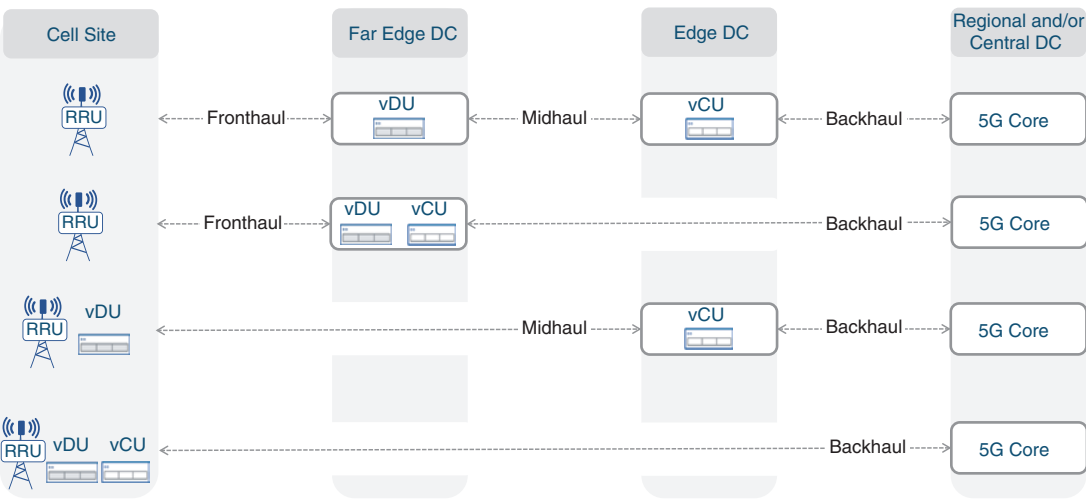 Cell Site
Far Edge DC
Edge DC
Regional and/or
Central DC
RRU
Fronthaul
vDU
Midhaul
vCU
Backhaul
5G Core
RRU
Fronthaul
vDU vCU
Backhaul
5G Core
RRU
vDU
Midhaul
vCU
Backhaul
5G Core
RRU
vDU
vCU
Backhaul
5G Core